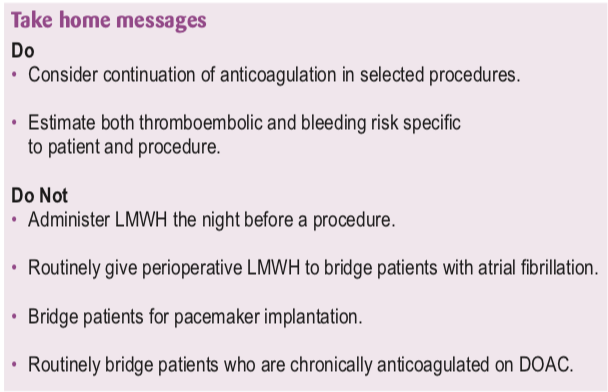 Take home messages
Do
• Consider continuation of anticoagulation in selected procedures.
• Estimate both thromboembolic and bleeding risk specific
to patient and procedure.
Do Not
• Administer LMWH the night before a procedure.
• Routinely give perioperative LMWH to bridge patients with atrial fibrillation.
• Bridge patients for pacemaker implantation.
• Routinely bridge patients who are chronically anticoagulated on DOAC.